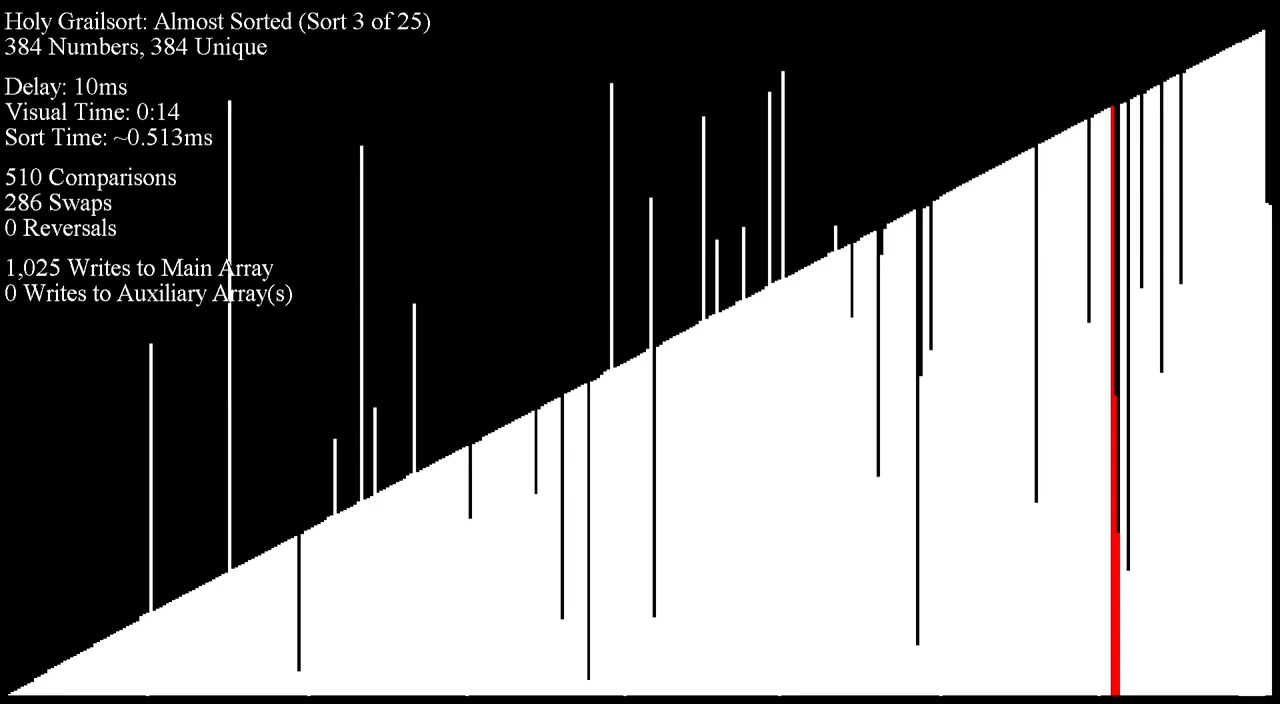 Holy Grailsort: Almost Sorted (Sort 3 of 25)
384 Numbers, 384 Unique
Delay: 10ms
Visual Time: 0:14
Sort Time: ~0.513ms
510 Comparisons
286 Swaps
0 Reversals
1,025 Writes to Main Array
0 Writes to Auxiliary Array(s)